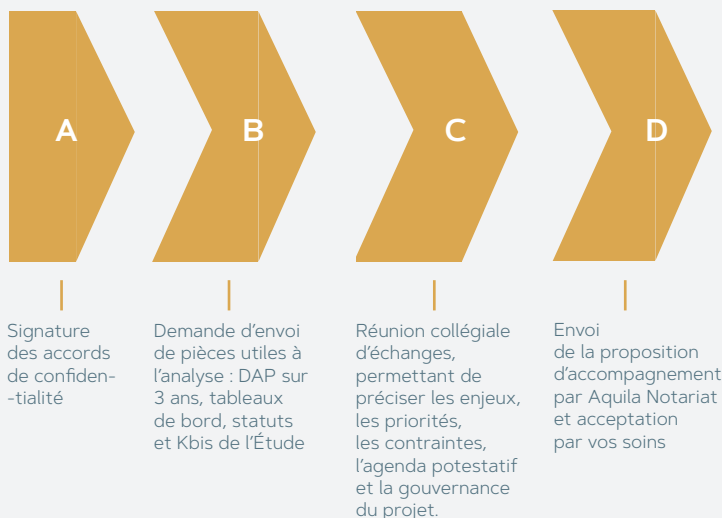 A
B
C
D
Signature
des accords
de confiden-
-tialité
Demande d’envoi
de pièces utiles à
l’analyse : DAP sur
3 ans, tableaux
de bord, statuts
et Kbis de l’Étude
Réunion collégiale
d’échanges,
permettant de
préciser les enjeux,
les priorités,
les contraintes,
l’agenda potestatif
et la gouvernance
du projet.
Envoi
de la proposition
d’accompagnement
par Aquila Notariat
et acceptation
par vos soins